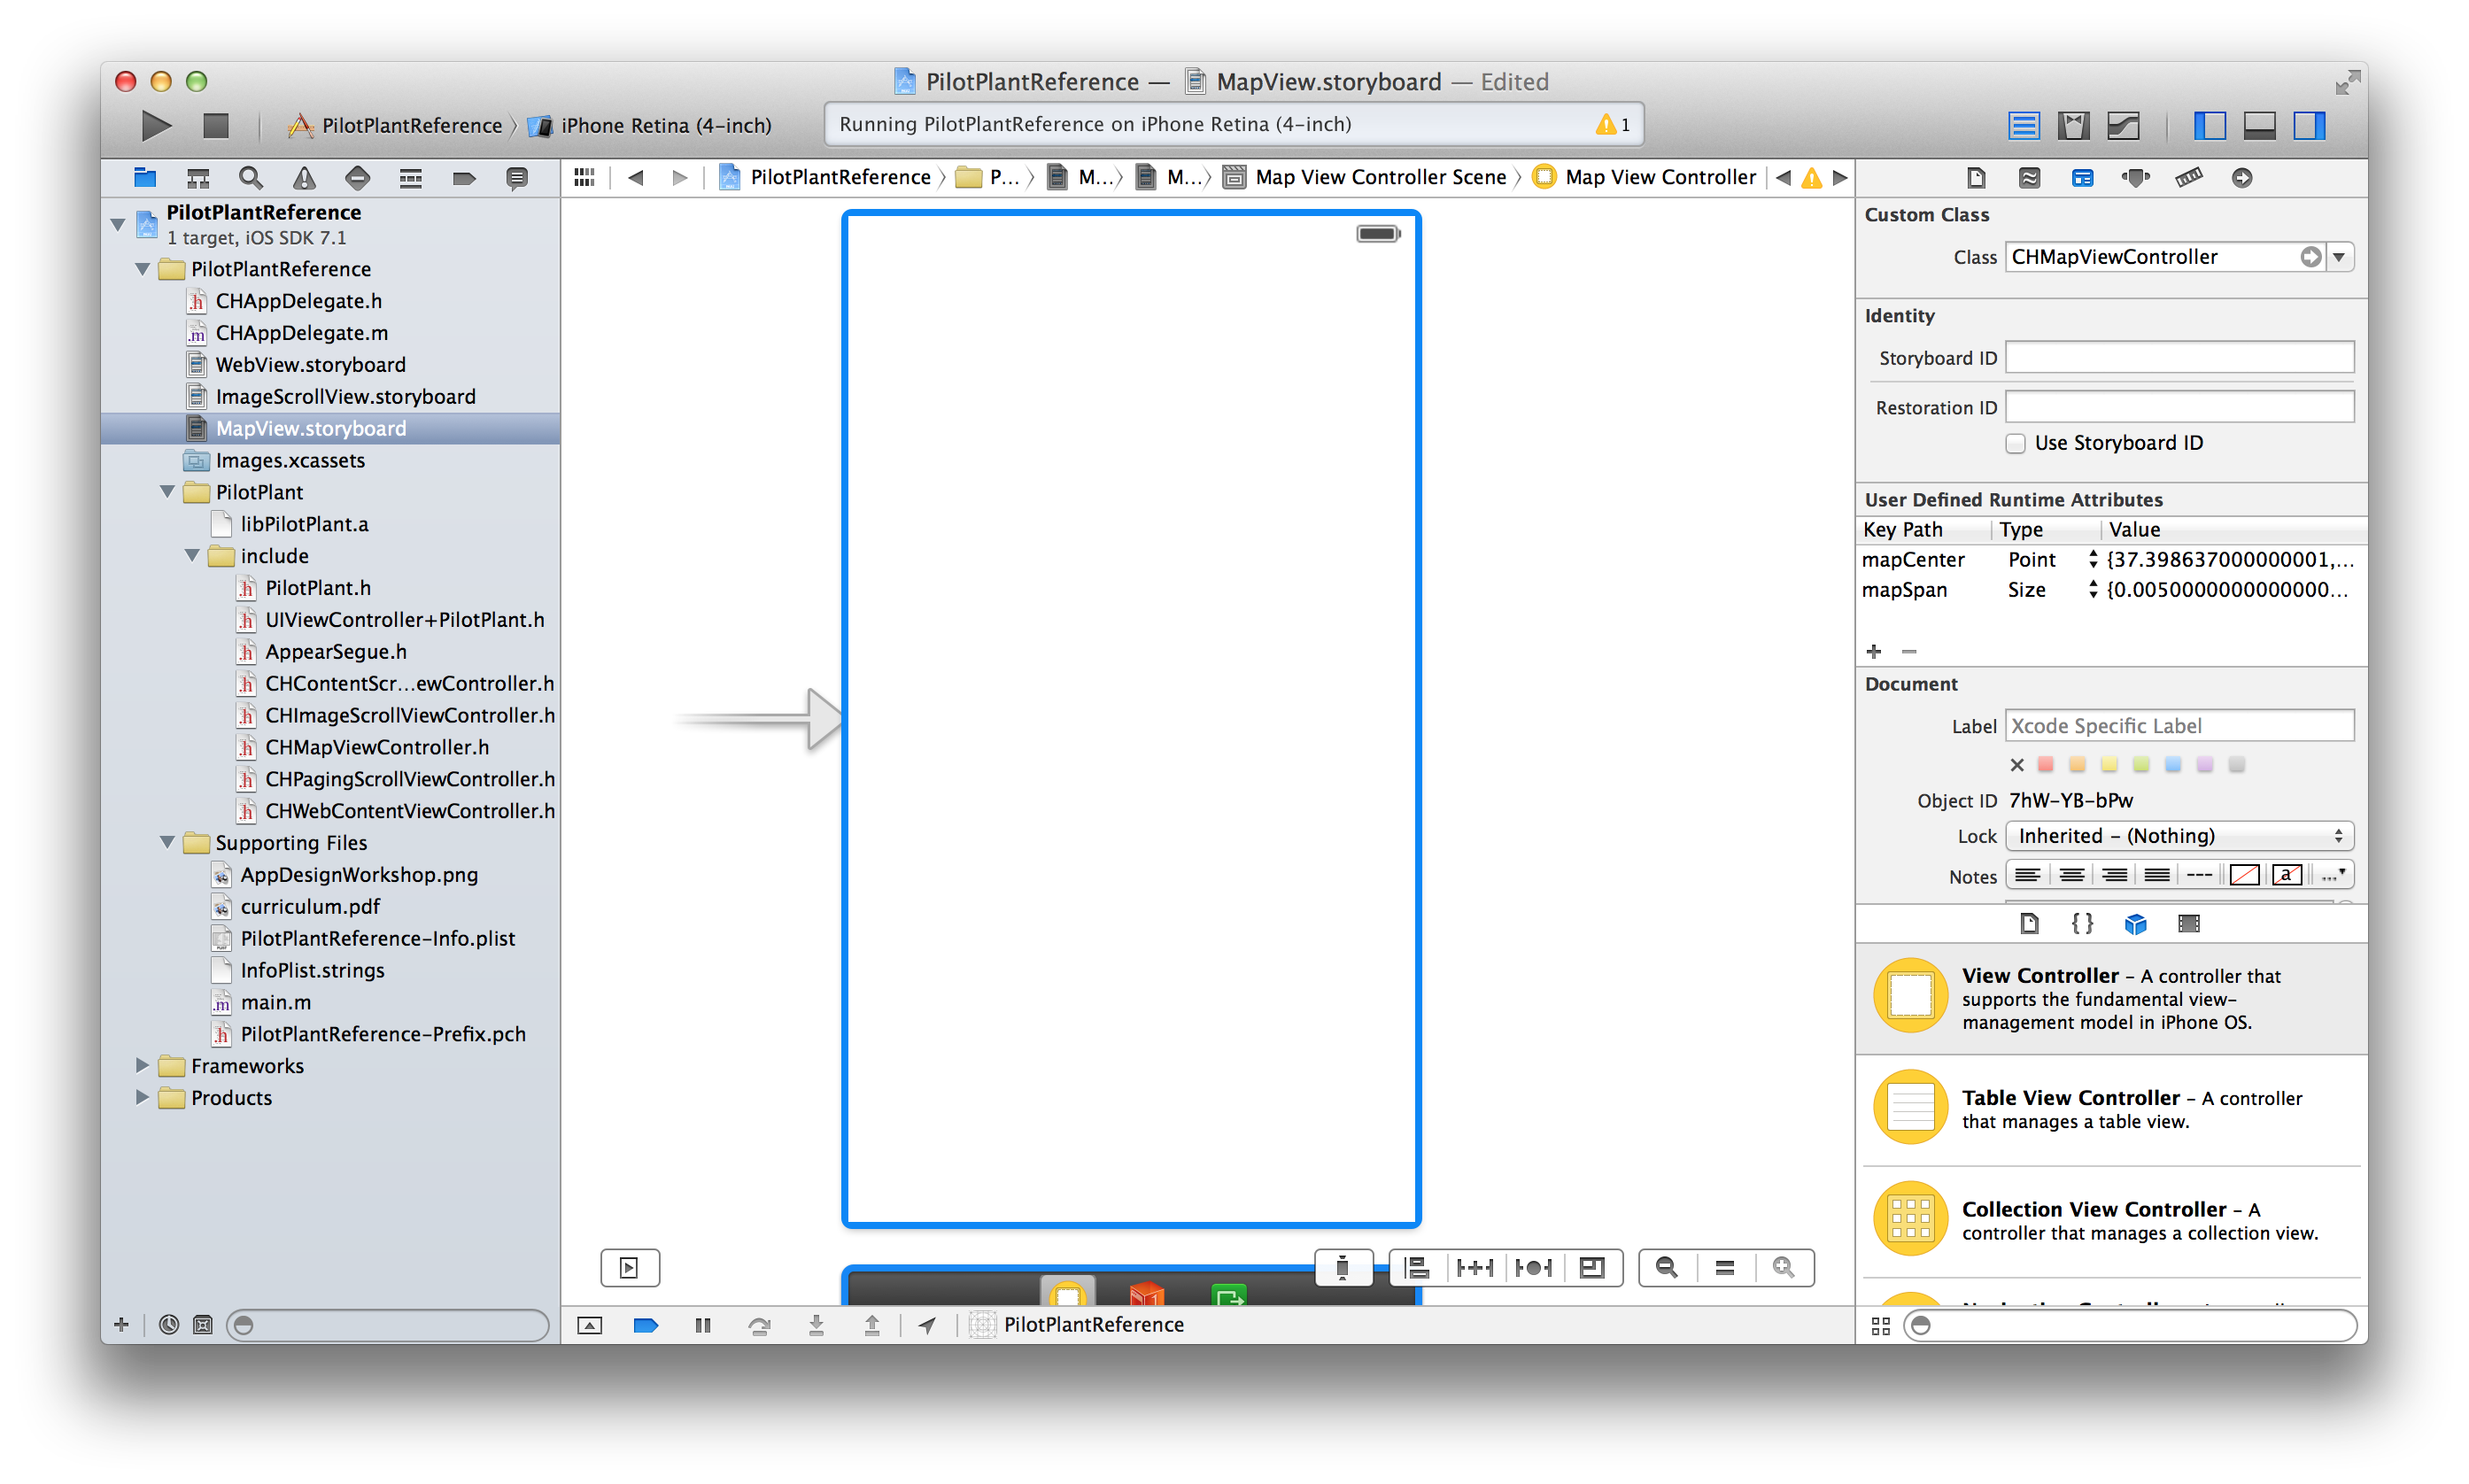 PilotPlantReference — MapView.storyboard — Edited
PilotPlantReference
iPhone Retina (4-inch)
Running PilotPlantReference on iPhone Retina (4-inch)
1
PilotPlantReference
P...
M...
M...
Map View Controller Scene
Map View Controller
PilotPlantReference
1 target, iOS SDK 7.1
PilotPlantReference
CHAppDelegate.h
CHAppDelegate.m
WebView.storyboard
ImageScrollView.storyboard
MapView.storyboard
Images.xcassets
PilotPlant
libPilotPlant.a
include
PilotPlant.h
UIViewController+PilotPlant.h
AppearSegue.h
CHContentScr...ewController.h
CHImageScrollViewController.h
CHMapViewController.h
CHPagingScrollViewController.h
CHWebContentViewController.h
Supporting Files
AppDesignWorkshop.png
curriculum.pdf
PilotPlantReference-Info.plist
InfoPlist.strings
main.m
PilotPlantReference-Prefix.pch
Frameworks
Products
PilotPlantReference
Custom Class
Class CHMapViewController
Identity
Storyboard ID
Restoration ID
Use Storyboard ID
User Defined Runtime Attributes
Key Path Type Value
mapCenter Point {37.398637000000001,...
mapSpan Size {0.0050000000000000...
Document
Label Xcode Specific Label
Object ID 7hW-YB-bPw
Lock Inherited - (Nothing)
Notes
View Controller - A controller that
supports the fundamental view-
management model in iPhone OS.
Table View Controller - A controller
that manages a table view.
Collection View Controller - A
controller that manages a collection view.